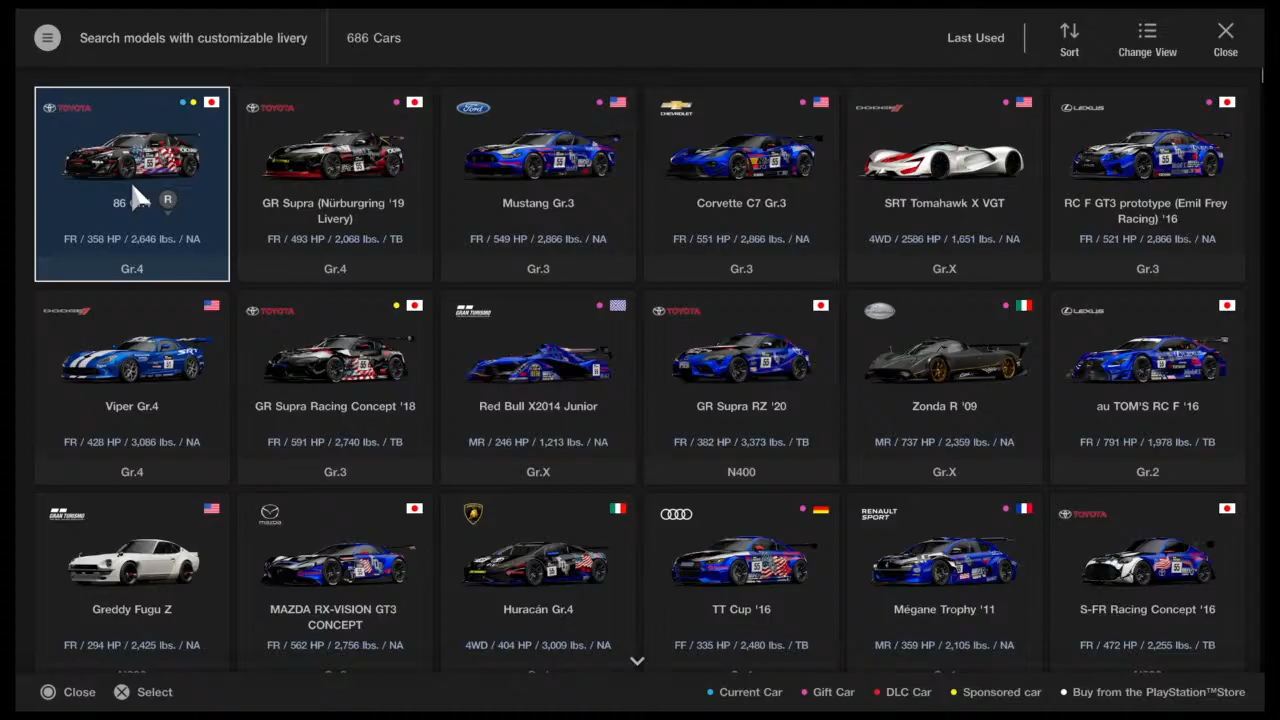 Search models with customizable livery
686 Cars
Last Used
Sort
Change View
Close
TOYOTA
TOYOTA
Ford
CHEVROLET
DODGE
LEXUS
86
R
GR Supra (Nürburgring '19
Livery)
Mustang Gr.3
Corvette C7 Gr.3
SRT Tomahawk X VGT
RC F GT3 prototype (Emil Frey
Racing) '16
FR / 358 HP / 2,646 lbs. / NA
FR / 493 HP / 2,068 lbs. / TB
FR / 549 HP / 2,866 lbs. / NA
FR / 551 HP / 2,866 lbs. / NA
4WD / 2586 HP / 1,651 lbs. / NA
FR / 521 HP / 2,866 lbs. / NA
Gr.4
Gr.4
Gr.3
Gr.3
Gr.X
Gr.3
DODGE
TOYOTA
GRAN TURISMO
TOYOTA
LEXUS
Viper Gr.4
GR Supra Racing Concept '18
Red Bull X2014 Junior
GR Supra RZ '20
Zonda R '09
au TOM'S RC F '16
FR / 428 HP / 3,086 lbs. / NA
FR / 591 HP / 2,740 lbs. / TB
MR / 246 HP / 1,213 lbs. / NA
FR / 382 HP / 3,373 lbs. / TB
MR / 737 HP / 2,359 lbs. / NA
FR / 791 HP / 1,978 lbs. / TB
Gr.4
Gr.3
Gr.X
N400
Gr.X
Gr.2
GRAN TURISMO
mazda
RENAULT
SPORT
TOYOTA
Greddy Fugu Z
MAZDA RX-VISION GT3
CONCEPT
Huracán Gr.4
TT Cup '16
Mégane Trophy '11
S-FR Racing Concept '16
FR / 294 HP / 2,425 lbs. / NA
FR / 562 HP / 2,756 lbs. / NA
4WD / 404 HP / 3,009 lbs. / NA
FF / 335 HP / 2,480 lbs. / TB
MR / 359 HP / 2,105 lbs. / NA
FR / 472 HP / 2,255 lbs. / TB
Close
Select
Current Car
Gift Car
DLC Car
Sponsored car
Buy from the PlayStation™Store